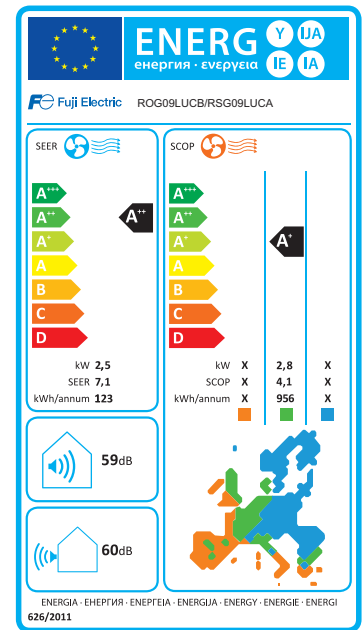 ENERG Y IJA
енергия · ενεργεια IE IA
Fe Fuji Electric ROG09LUCB/RSG09LUCA
SEER SCOP
A+++ A+++
A++ A++ A++
A+ A+ A+
A A
B B
C C
D D
kW 2,5 kW X 2,8 X
SEER 7,1 SCOP X 4,1 X
kWh/annum 123 kWh/annum X 956 X
59dB
60dB
ENERGIA · ЕНЕРГИЯ · ΕΝΕΡΓΕΙΑ · ENERGIJA · ENERGY · ENERGIE · ENERGI
626/2011